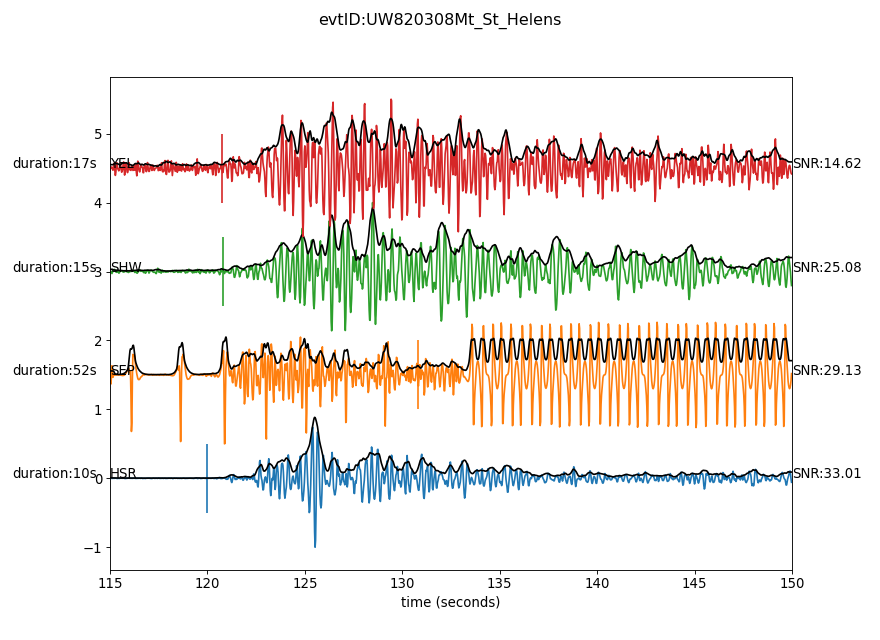 evtID:UW820308Mt_St_Helens
5
duration:17s YEL SNR:14.62
4
duration:15s SHW SNR:25.08
3
2
duration:52s SEP SNR:29.13
1
duration:10s HSR SNR:33.01
0
−1
115 120 125 130 135 140 145 150
time (seconds)